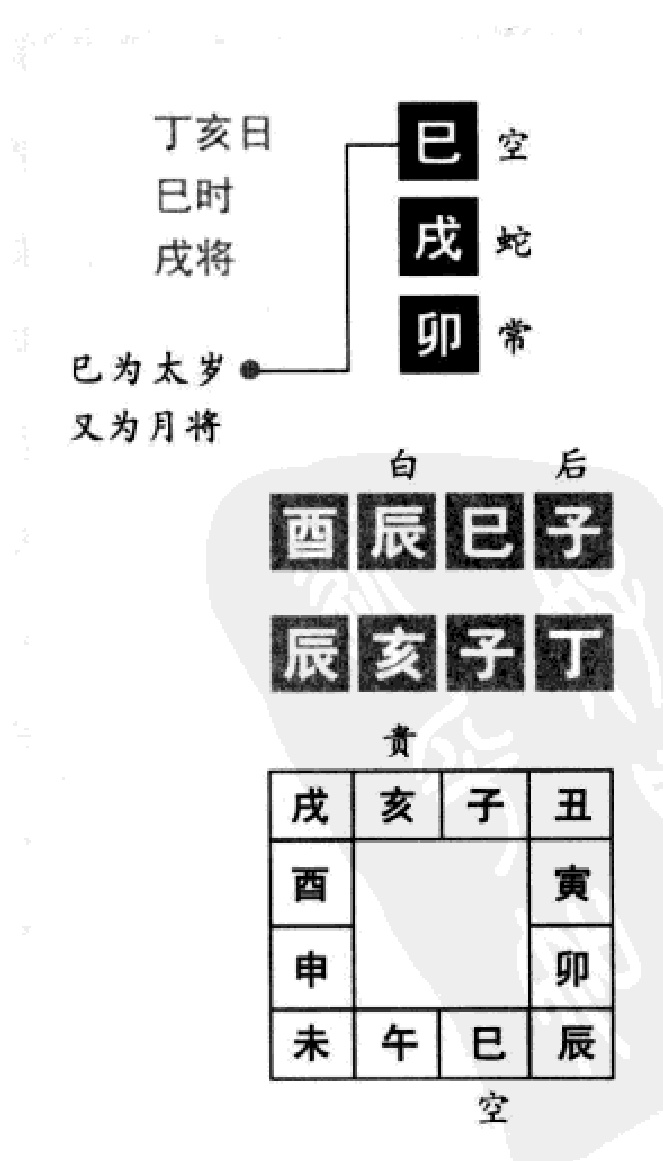 丁亥日
巳时
戌将
巳 空
戌 蛇
卯 常
巳为太岁
又为月将
白 后
酉 辰 巳 子
辰 亥 子 丁
贵
戌 亥 子 丑
酉 寅
申 卯
未 午 巳 辰
空